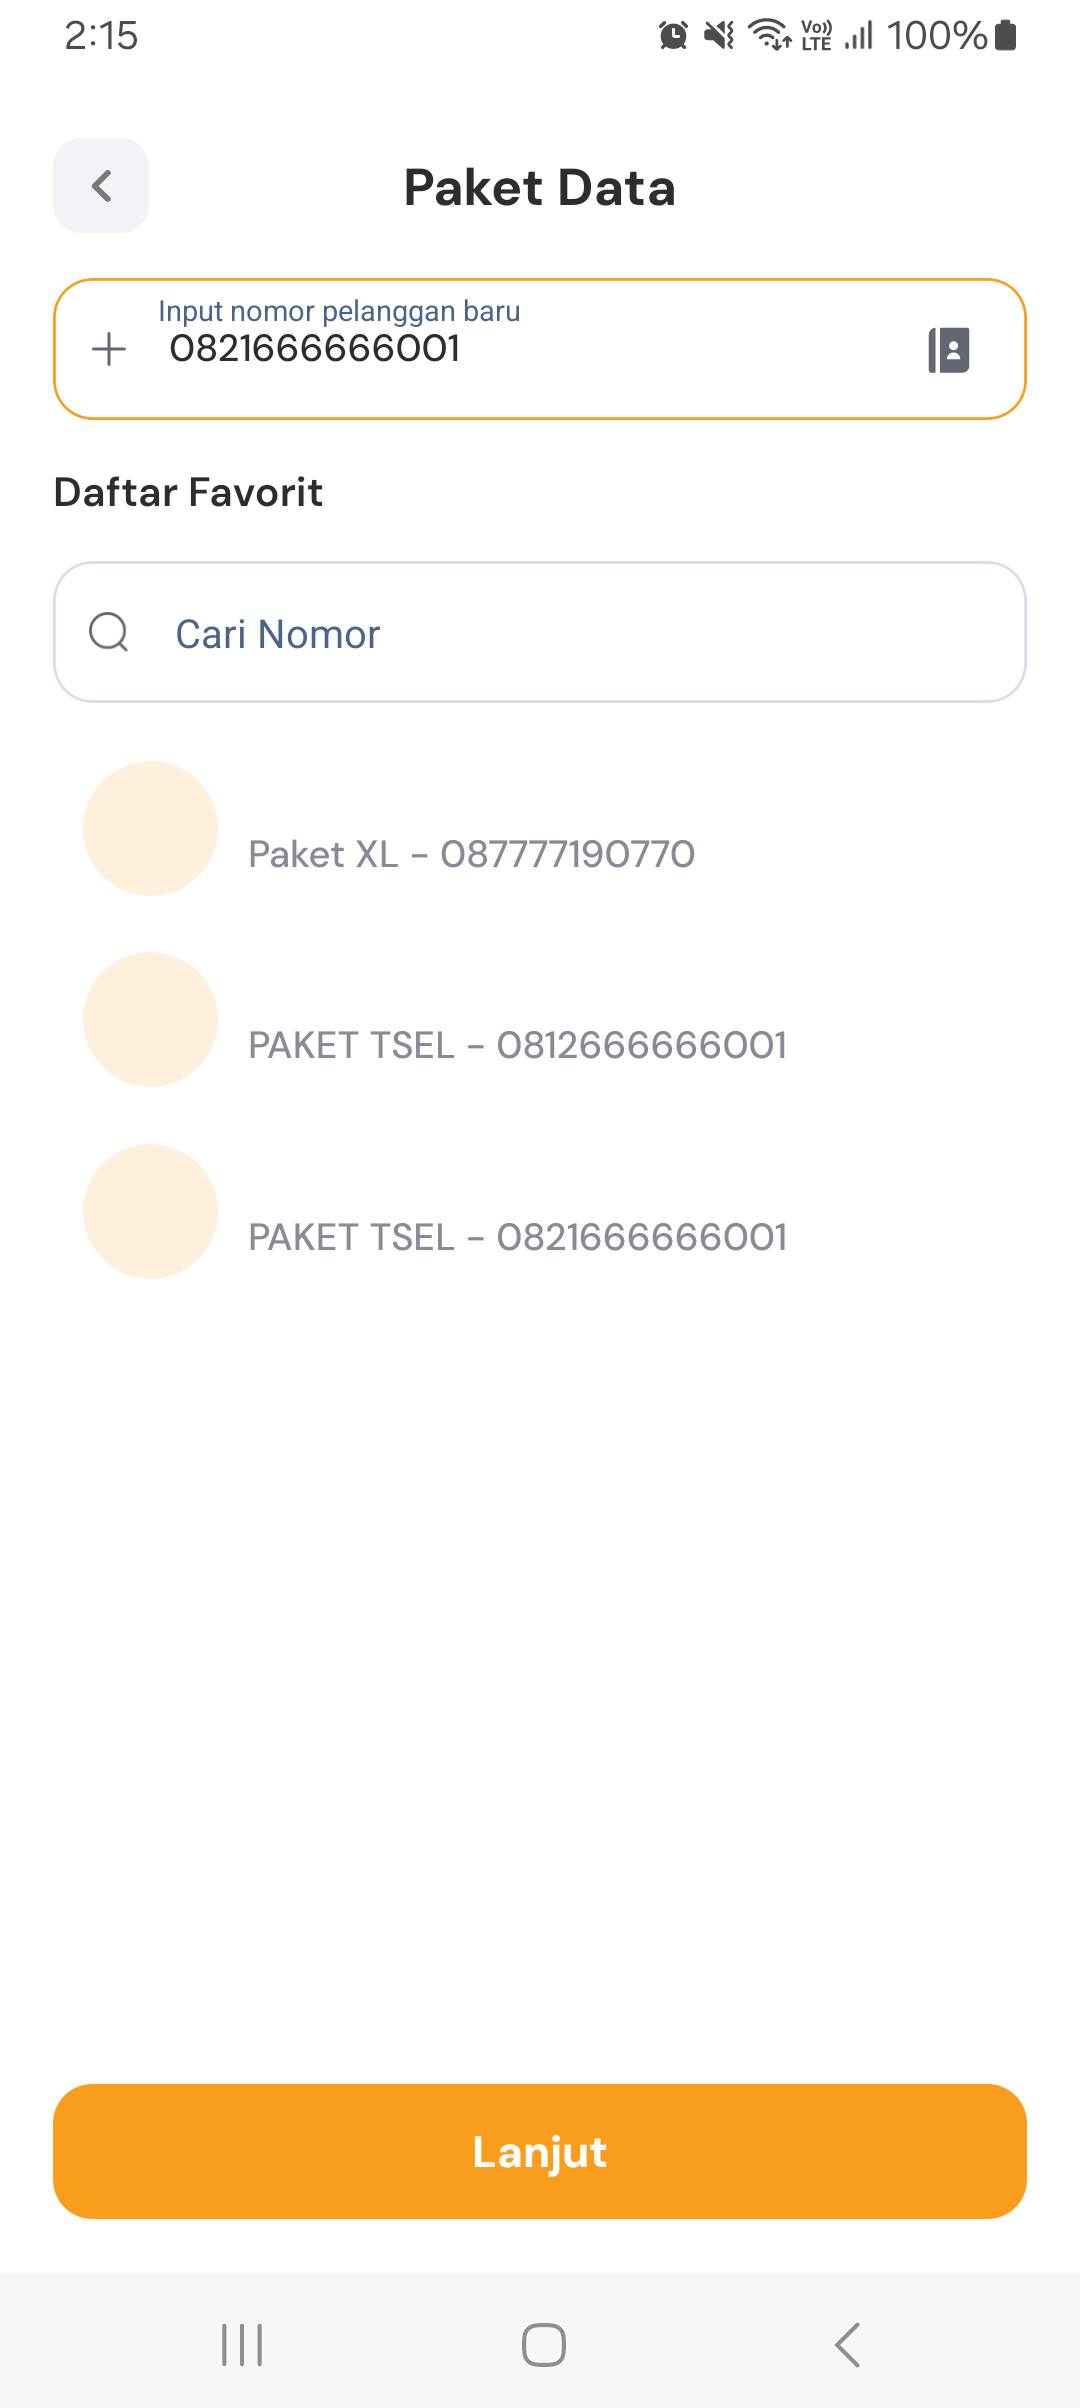 2:15
Vo))
LTE
100%
Paket Data
Input nomor pelanggan baru
0821666666001
Daftar Favorit
Cari Nomor
Paket XL - 087777190770
PAKET TSEL - 0812666666001
PAKET TSEL - 0821666666001
Lanjut